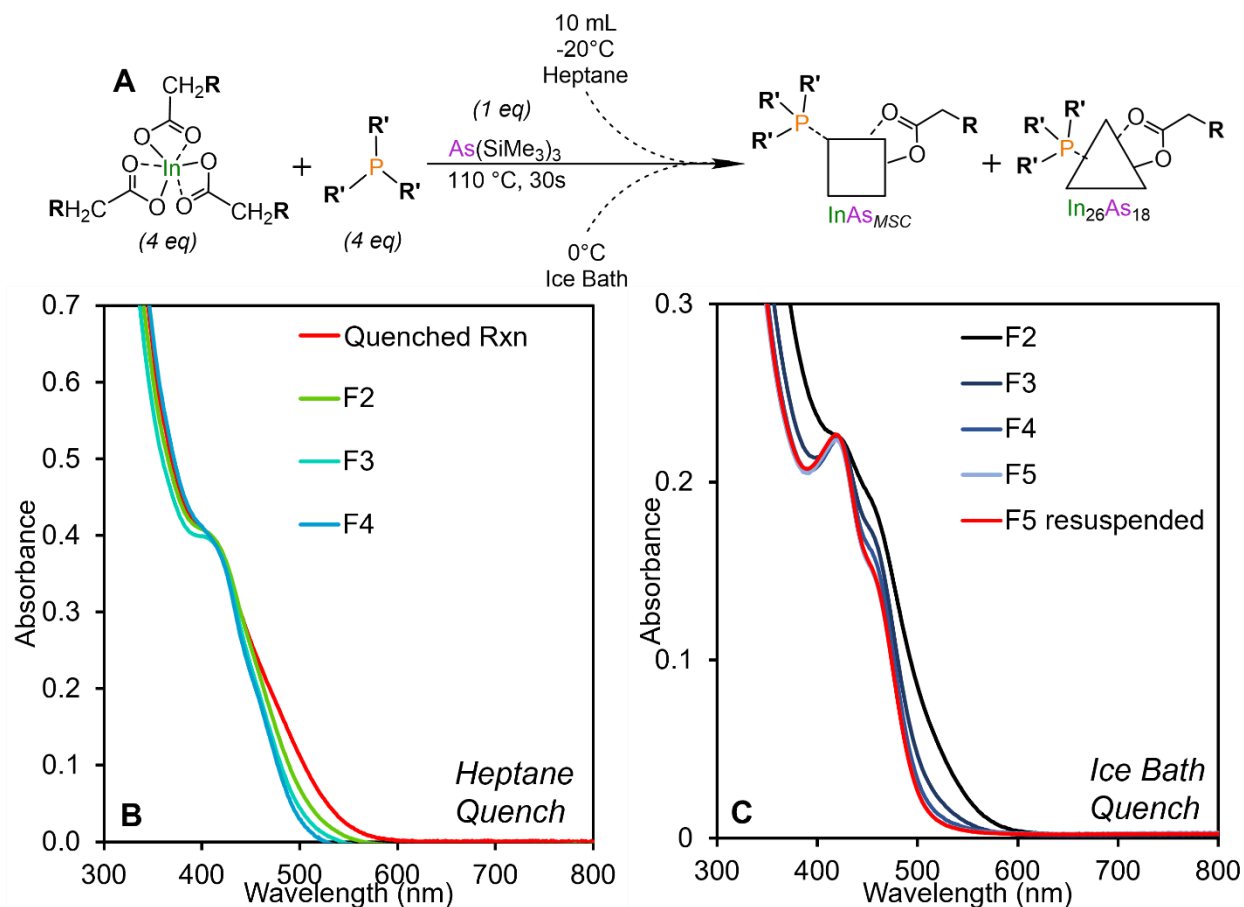 A
CH₂R
O O
O In O
RH₂C O O CH₂R
(4 eq)
+
R'
P
R' R'
(4 eq)
(1 eq)
As(SiMe₃)₃
110 °C, 30s
10 mL
-20°C
Heptane
0°C
Ice Bath
R' R'
R' P O R
O
InAsMSC
+
R' R'
R' P O R
O
In₂₆As₁₈
0.7
0.6
0.5
0.4
0.3
0.2
0.1
0.0
Absorbance
Quenched Rxn
F2
F3
F4
Heptane
Quench
B
300 400 500 600 700 800
Wavelength (nm)
0.3
0.2
0.1
0
Absorbance
F2
F3
F4
F5
F5 resuspended
Ice Bath
Quench
C
300 400 500 600 700 800
Wavelength (nm)